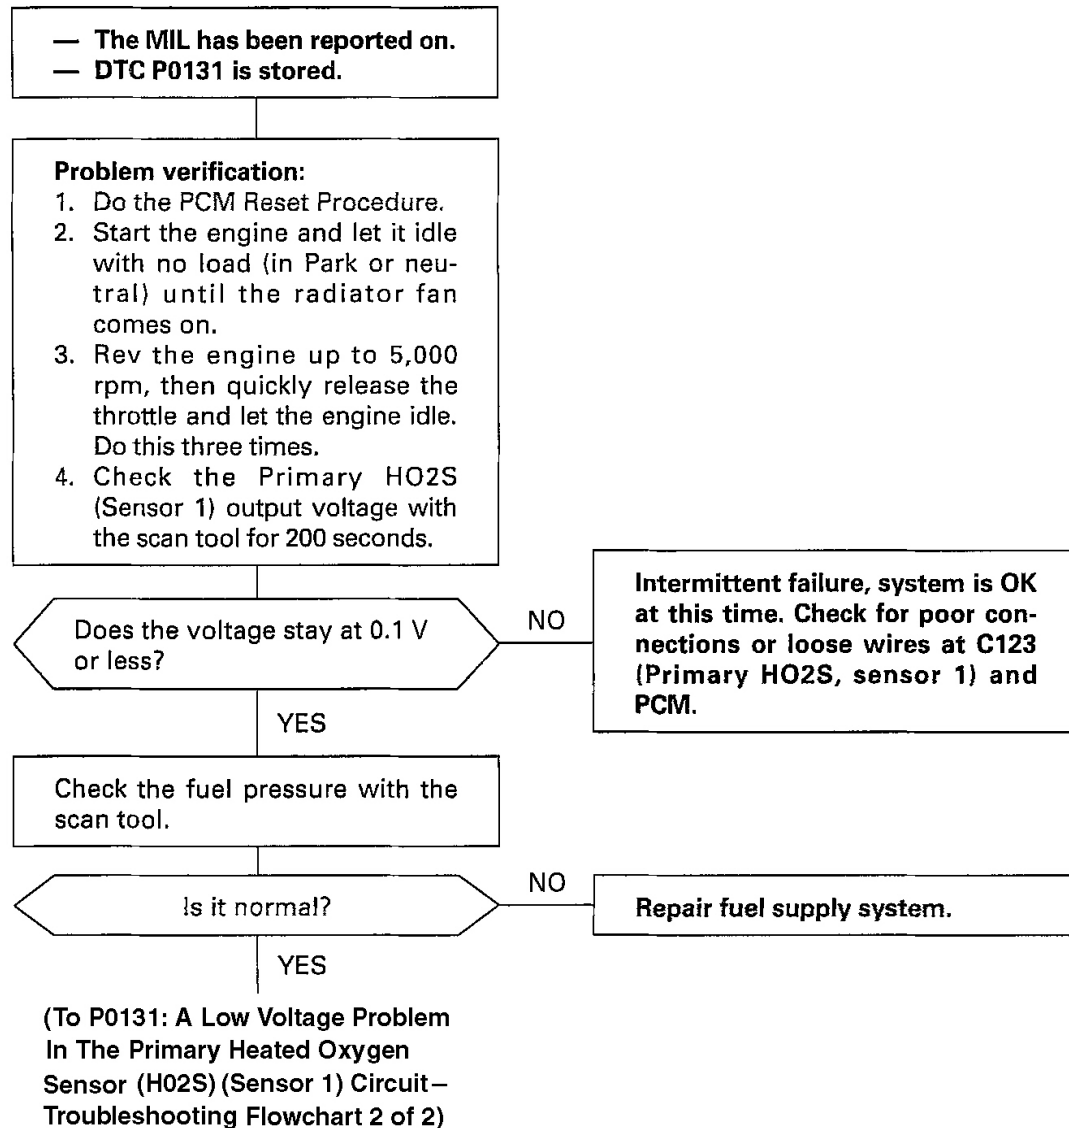 — The MIL has been reported on.
— DTC P0131 is stored.
Problem verification:
1. Do the PCM Reset Procedure.
2. Start the engine and let it idle
with no load (in Park or neu-
tral) until the radiator fan
comes on.
3. Rev the engine up to 5,000
rpm, then quickly release the
throttle and let the engine idle.
Do this three times.
4. Check the Primary HO2S
(Sensor 1) output voltage with
the scan tool for 200 seconds.
Does the voltage stay at 0.1 V
or less?
NO
Intermittent failure, system is OK
at this time. Check for poor con-
nections or loose wires at C123
(Primary HO2S, sensor 1) and
PCM.
YES
Check the fuel pressure with the
scan tool.
Is it normal?
NO
Repair fuel supply system.
YES
(To P0131: A Low Voltage Problem
In The Primary Heated Oxygen
Sensor (H02S) (Sensor 1) Circuit—
Troubleshooting Flowchart 2 of 2)